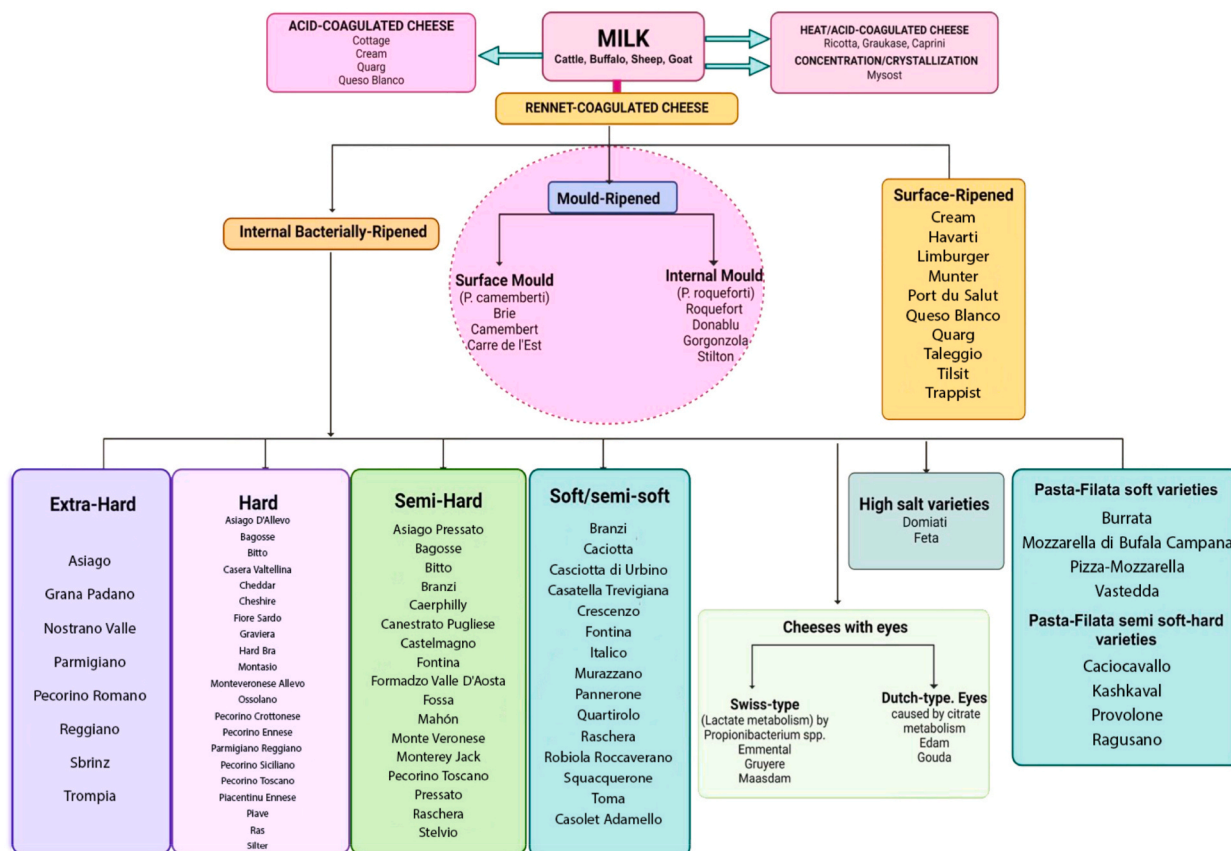 ACID-COAGULATED CHEESE
Cottage
Cream
Quarg
Queso Blanco
MILK
Cattle, Buffalo, Sheep, Goat
HEAT/ACID-COAGULATED CHEESE
Ricotta, Graukase, Caprini
CONCENTRATION/CRYSTALLIZATION
Mysost
RENNET-COAGULATED CHEESE
Internal Bacterially-Ripened
Mould-Ripened
Surface Mould
(P. camemberti)
Brie
Camembert
Carre de l'Est
Internal Mould
(P. roqueforti)
Roquefort
Donablu
Gorgonzola
Stilton
Surface-Ripened
Cream
Havarti
Limburger
Munter
Port du Salut
Queso Blanco
Quarg
Taleggio
Tilsit
Trappist
Extra-Hard
Asiago
Grana Padano
Nostrano Valle
Parmigiano
Pecorino Romano
Reggiano
Sbrinz
Trompia
Hard
Asiago D'Allevo
Bagosse
Bitto
Casera Valtellina
Cheddar
Cheshire
Fiore Sardo
Graviera
Hard Bra
Montasio
Monteveronese Allevo
Ossolano
Pecorino Crottonese
Pecorino Ennese
Parmigiano Reggiano
Pecorino Siciliano
Pecorino Toscano
Piacentinu Ennese
Piave
Ras
Silter
Semi-Hard
Asiago Pressato
Bagosse
Bitto
Branzi
Caerphilly
Canestrato Pugliese
Castelmagno
Fontina
Formadzo Valle D'Aosta
Fossa
Mahón
Monte Veronese
Monterey Jack
Pecorino Toscano
Pressato
Raschera
Stelvio
Soft/semi-soft
Branzi
Caciotta
Casciotta di Urbino
Casatella Trevigiana
Crescenzo
Fontina
Italico
Murazzano
Pannerone
Quartirolo
Raschera
Robiola Roccaverano
Squacquerone
Toma
Casolet Adamello
Cheeses with eyes
Swiss-type
(Lactate metabolism) by
Propionibacterium spp.
Emmental
Gruyere
Maasdam
Dutch-type. Eyes
caused by citrate
metabolism
Edam
Gouda
High salt varieties
Domiati
Feta
Pasta-Filata soft varieties
Burrata
Mozzarella di Bufala Campana
Pizza-Mozzarella
Vastedda
Pasta-Filata semi soft-hard
varieties
Caciocavallo
Kashkaval
Provolone
Ragusano